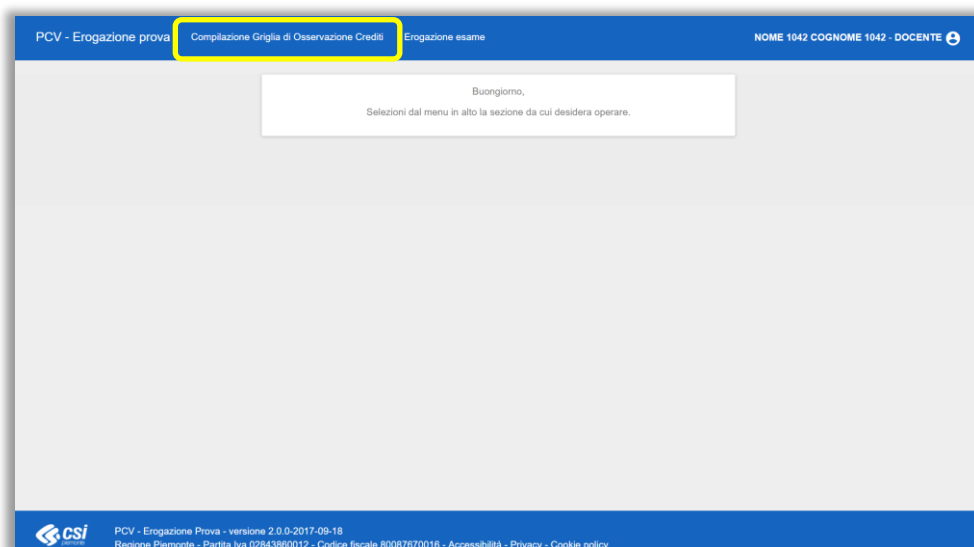 PCV - Erogazione prova Compilazione Griglia di Osservazione Crediti Erogazione esame NOME 1042 COGNOME 1042 - DOCENTE
Buongiorno,
Selezioni dal menu in alto la sezione da cui desidera operare.
csi piemonte
PCV - Erogazione Prova - versione 2.0.0-2017-09-18
Regione Piemonte - Partita Iva 02843860012 - Codice fiscale 80087670016 - Accessibilità - Privacy - Cookie policy